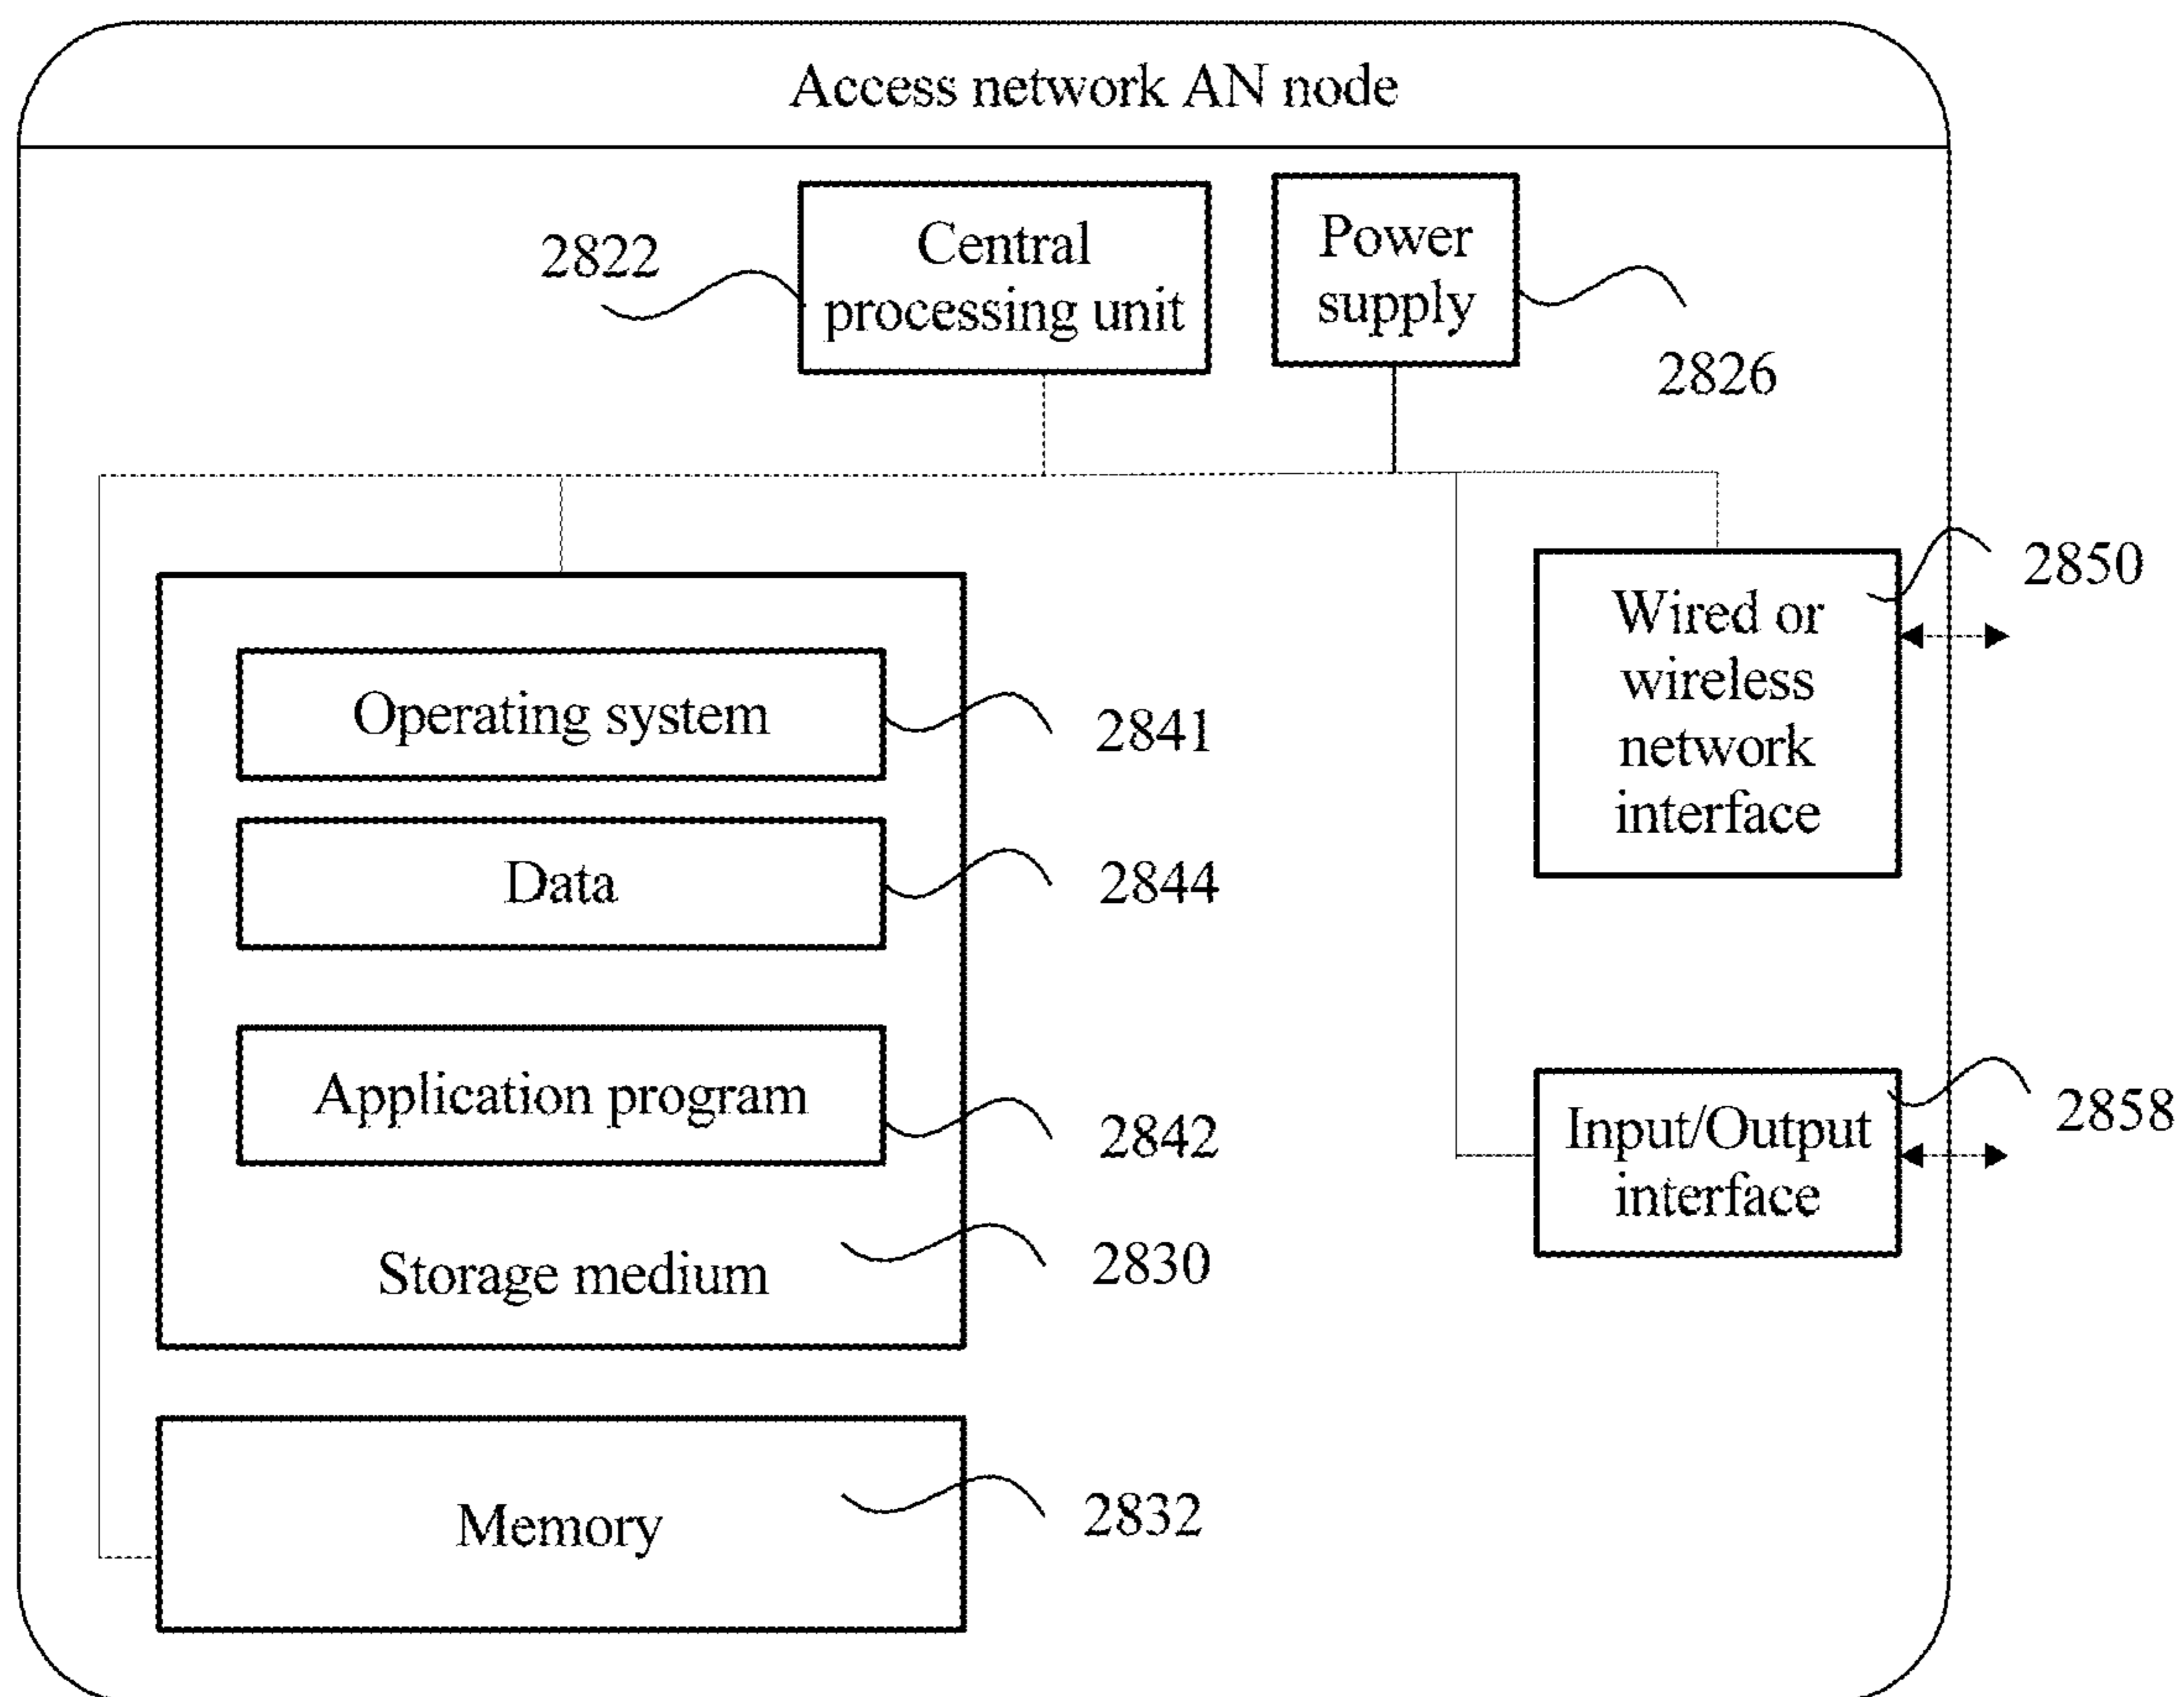 Access network AN node
2822
Central
processing unit
Power
supply
2826
Wired or
wireless
network
interface
2850
Operating system
2841
Data
2844
Application program
2842
Storage medium
2830
Input/Output
interface
2858
Memory
2832